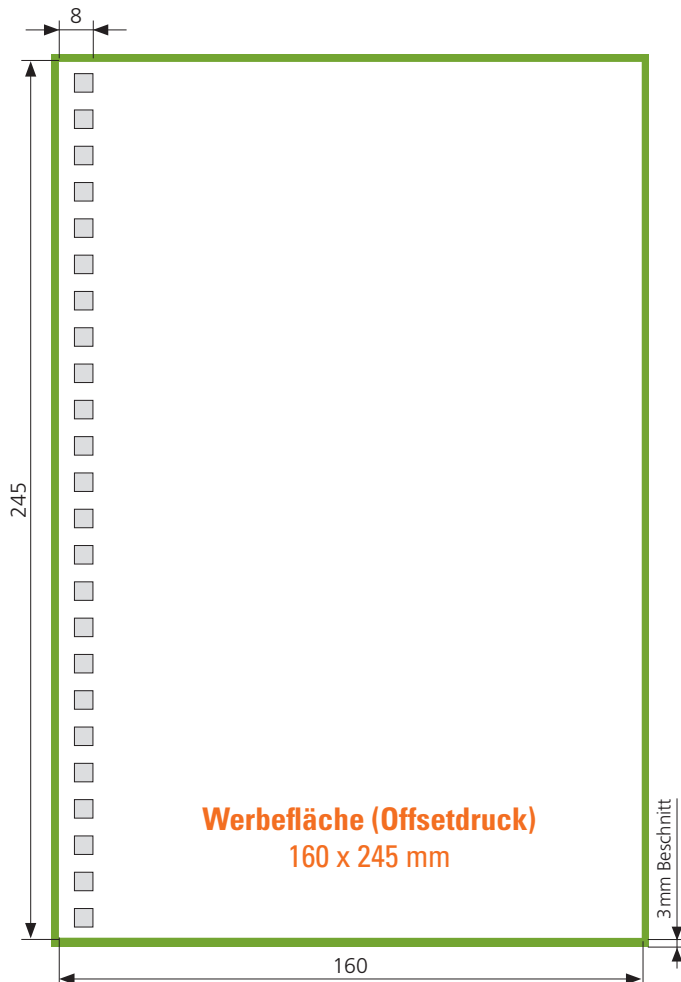 8
245
Werbefläche (Offsetdruck)
160 x 245 mm
3 mm Beschnitt
160